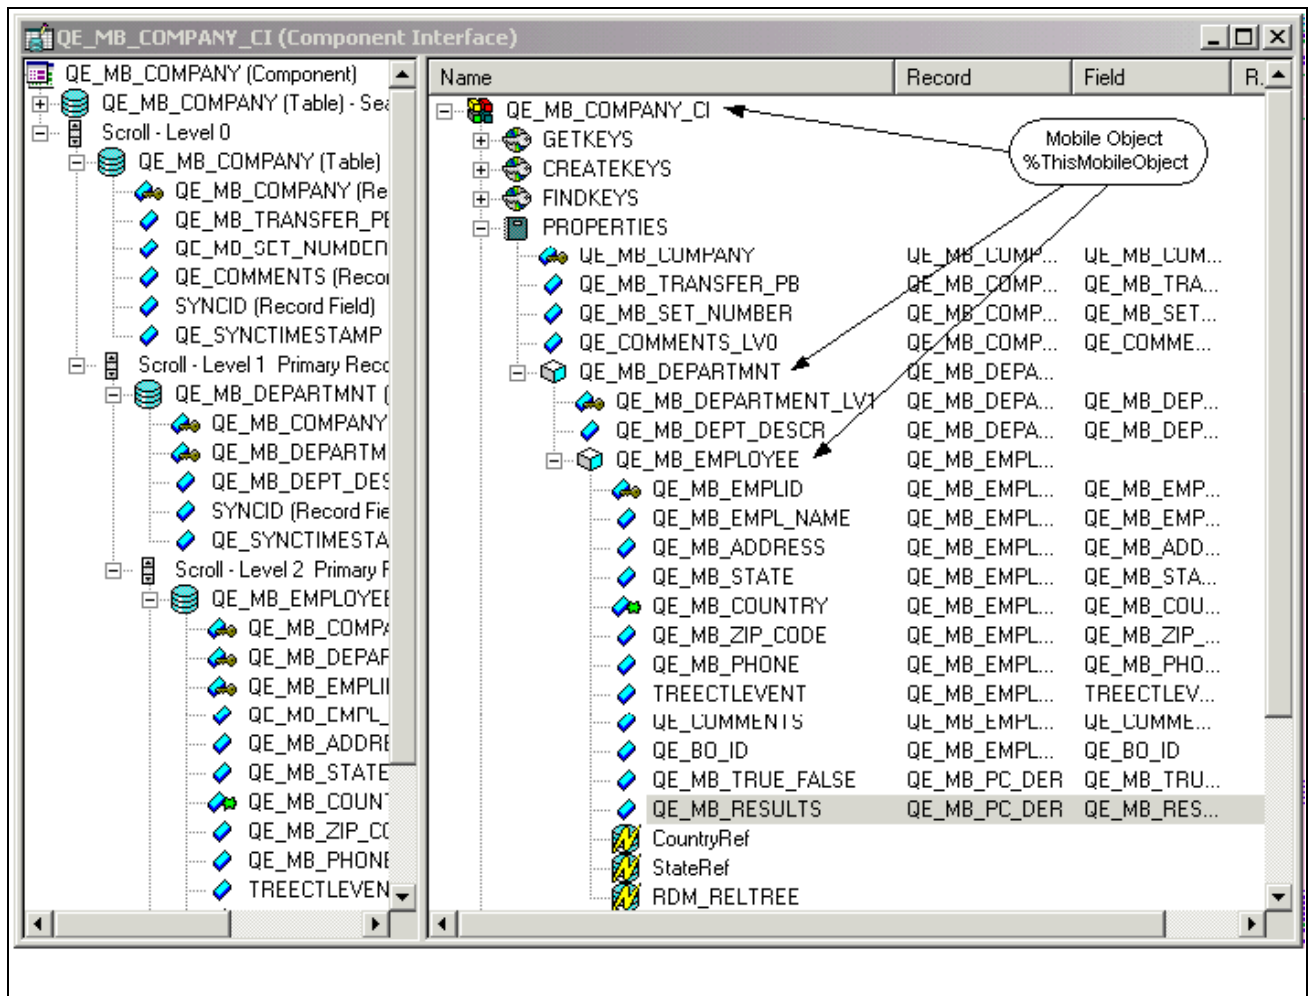 QE_MB_COMPANY_CI (Component Interface)
QE_MB_COMPANY (Component)
QE_MB_COMPANY (Table) - Sea
Scroll - Level 0
QE_MB_COMPANY (Table)
QE_MB_COMPANY (Re
QE_MB_TRANSFER_PB
QE_MB_SET_NUMBER
QE_COMMENTS (Recor
SYNCID (Record Field)
QE_SYNCTIMESTAMP
Scroll - Level 1 Primary Reco
QE_MB_DEPARTMNT (
QE_MB_COMPANY
QE_MB_DEPARTM
QE_MB_DEPT_DES
SYNCID (Record Fie
QE_SYNCTIMESTA
Scroll - Level 2 Primary R
QE_MB_EMPLOYEE
QE_MB_COMPA
QE_MB_DEPAR
QE_MB_EMPLID
QE_MB_EMPL_
QE_MB_ADDRE
QE_MB_STATE
QE_MB_COUNT
QE_MB_ZIP_CO
QE_MB_PHONE
TREECTLEVEN
Name Record Field R...
QE_MB_COMPANY_CI
GETKEYS
CREATEKEYS
FINDKEYS
PROPERTIES
Mobile Object
%ThisMobileObject
QE_MB_COMPANY QE_MB_COMP... QE_MB_COM...
QE_MB_TRANSFER_PB QE_MB_COMP... QE_MB_TRA...
QE_MB_SET_NUMBER QE_MB_COMP... QE_MB_SET...
QE_COMMENTS_LV0 QE_MB_COMP... QE_COMME...
QE_MB_DEPARTMNT QE_MB_DEPA...
QE_MB_DEPARTMENT_LV1 QE_MB_DEPA... QE_MB_DEP...
QE_MB_DEPT_DESCR QE_MB_DEPA... QE_MB_DEP...
QE_MB_EMPLOYEE QE_MB_EMPL...
QE_MB_EMPLID QE_MB_EMPL... QE_MB_EMP...
QE_MB_EMPL_NAME QE_MB_EMPL... QE_MB_EMP...
QE_MB_ADDRESS QE_MB_EMPL... QE_MB_ADD...
QE_MB_STATE QE_MB_EMPL... QE_MB_STA...
QE_MB_COUNTRY QE_MB_EMPL... QE_MB_COU...
QE_MB_ZIP_CODE QE_MB_EMPL... QE_MB_ZIP_...
QE_MB_PHONE QE_MB_EMPL... QE_MB_PHO...
TREECTLEVENT QE_MB_EMPL... TREECTLEV...
QE_COMMENTS QE_MB_EMPL... QE_COMME...
QE_BO_ID QE_MB_EMPL... QE_BO_ID
QE_MB_TRUE_FALSE QE_MB_PC_DER QE_MB_TRU...
QE_MB_RESULTS QE_MB_PC_DER QE_MB_RES...
CountryRef
StateRef
RDM_RELTREE